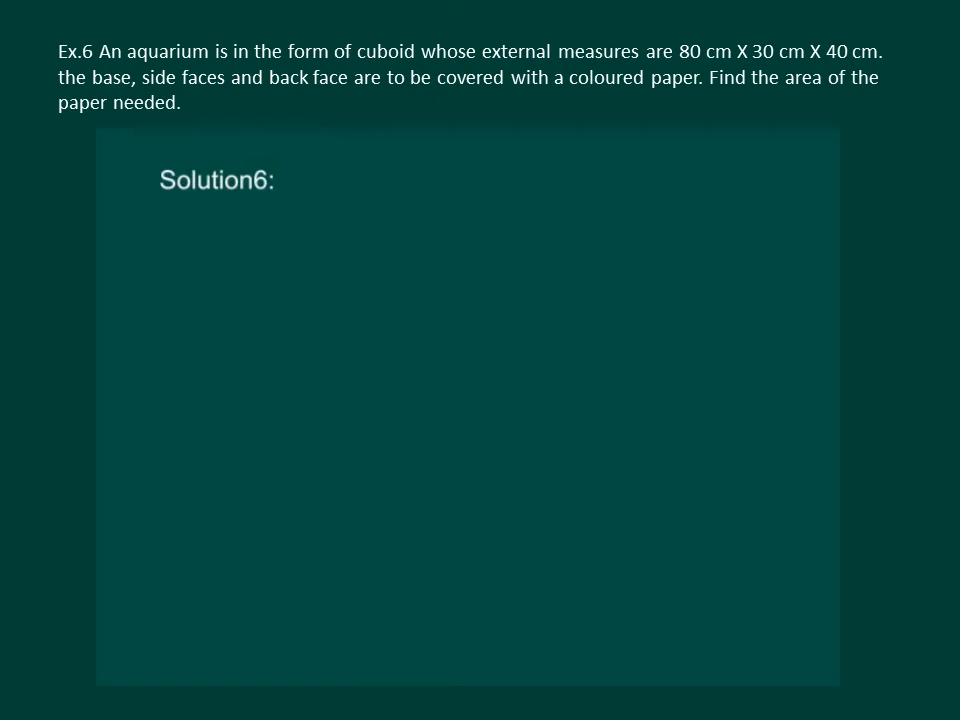 Ex.6 An aquarium is in the form of cuboid whose external measures are 80 cm X 30 cm X 40 cm.
the base, side faces and back face are to be covered with a coloured paper. Find the area of the
paper needed.
Solution6: